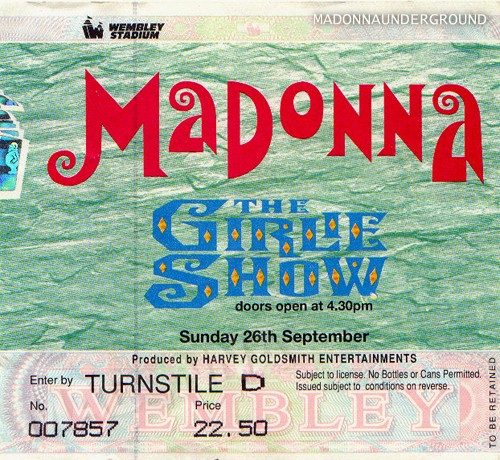 MADONNAUNDERGROUND
WEMBLEY
STADIUM
MADONNA
THE
GIRLIE
SHOW
doors open at 4.30pm
Sunday 26th September
Produced by HARVEY GOLDSMITH ENTERTAINMENTS
Enter by TURNSTILE D
Subject to license. No Bottles or Cans Permitted.
Issued subject to conditions on reverse.
No. Price
007857 22.50
WEMBLEY
TO BE RETAINED